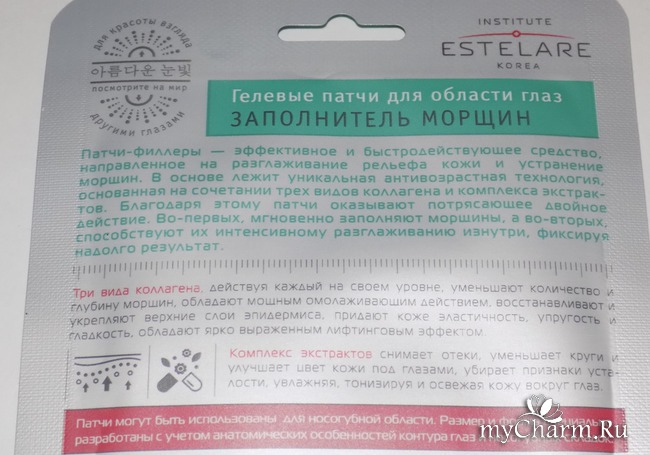 Для красоты взгляда
아름다운 눈빛
посмотрите на мир
другими глазами
INSTITUTE
ESTELARE
KOREA
Гелевые патчи для области глаз
ЗАПОЛНИТЕЛЬ МОРЩИН
Патчи-филлеры — эффективное и быстродействующее средство,
направленное на разглаживание рельефа кожи и устранение
морщин. В основе лежит уникальная антивозрастная технология,
основанная на сочетании трех видов коллагена и комплекса экстрак-
тов. Благодаря этому патчи оказывают потрясающее двойное
действие. Во-первых, мгновенно заполняют морщины, а во-вторых,
способствуют их интенсивному разглаживанию изнутри, фиксируя
надолго результат.
Три вида коллагена, действуя каждый на своем уровне, уменьшают количество и
глубину морщин, обладают мощным омолаживающим действием, восстанавливают и
укрепляют верхние слои эпидермиса, придают коже эластичность, упругость и
гладкость, обладают ярко выраженным лифтинговым эффектом.
Комплекс экстрактов снимает отеки, уменьшает круги и
улучшает цвет кожи под глазами, убирает признаки уста-
лости, увлажняя, тонизируя и освежая кожу вокруг глаз.
Патчи могут быть использованы для носогубной области. Размер и
разработаны с учетом анатомических особенностей контура глаз
myCharm.Ru